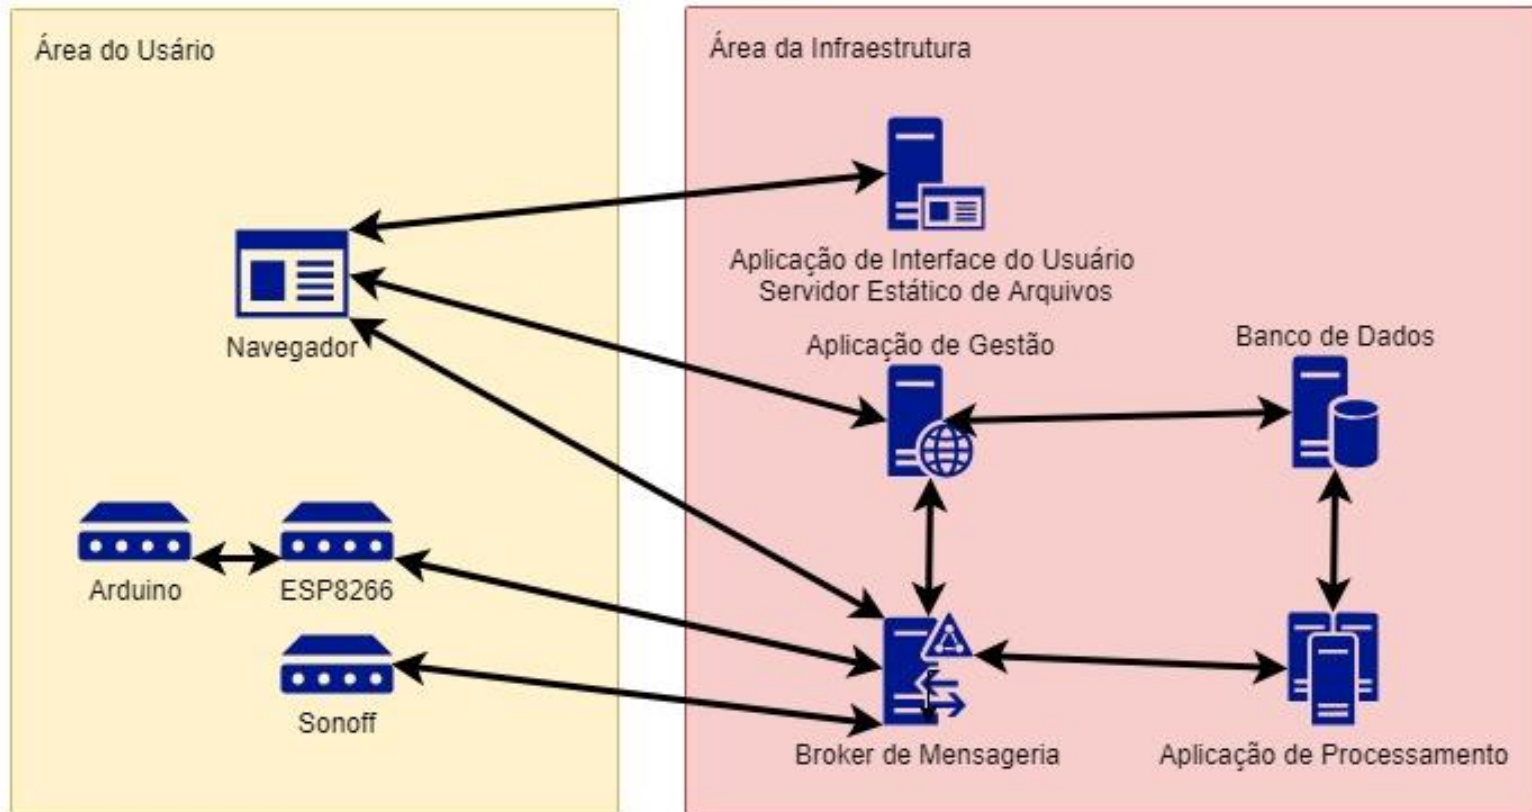 Área do Usário
Área da Infraestrutura
Aplicação de Interface do Usuário
Servidor Estático de Arquivos
Navegador
Aplicação de Gestão
Banco de Dados
Arduino
ESP8266
Sonoff
Broker de Mensageria
Aplicação de Processamento